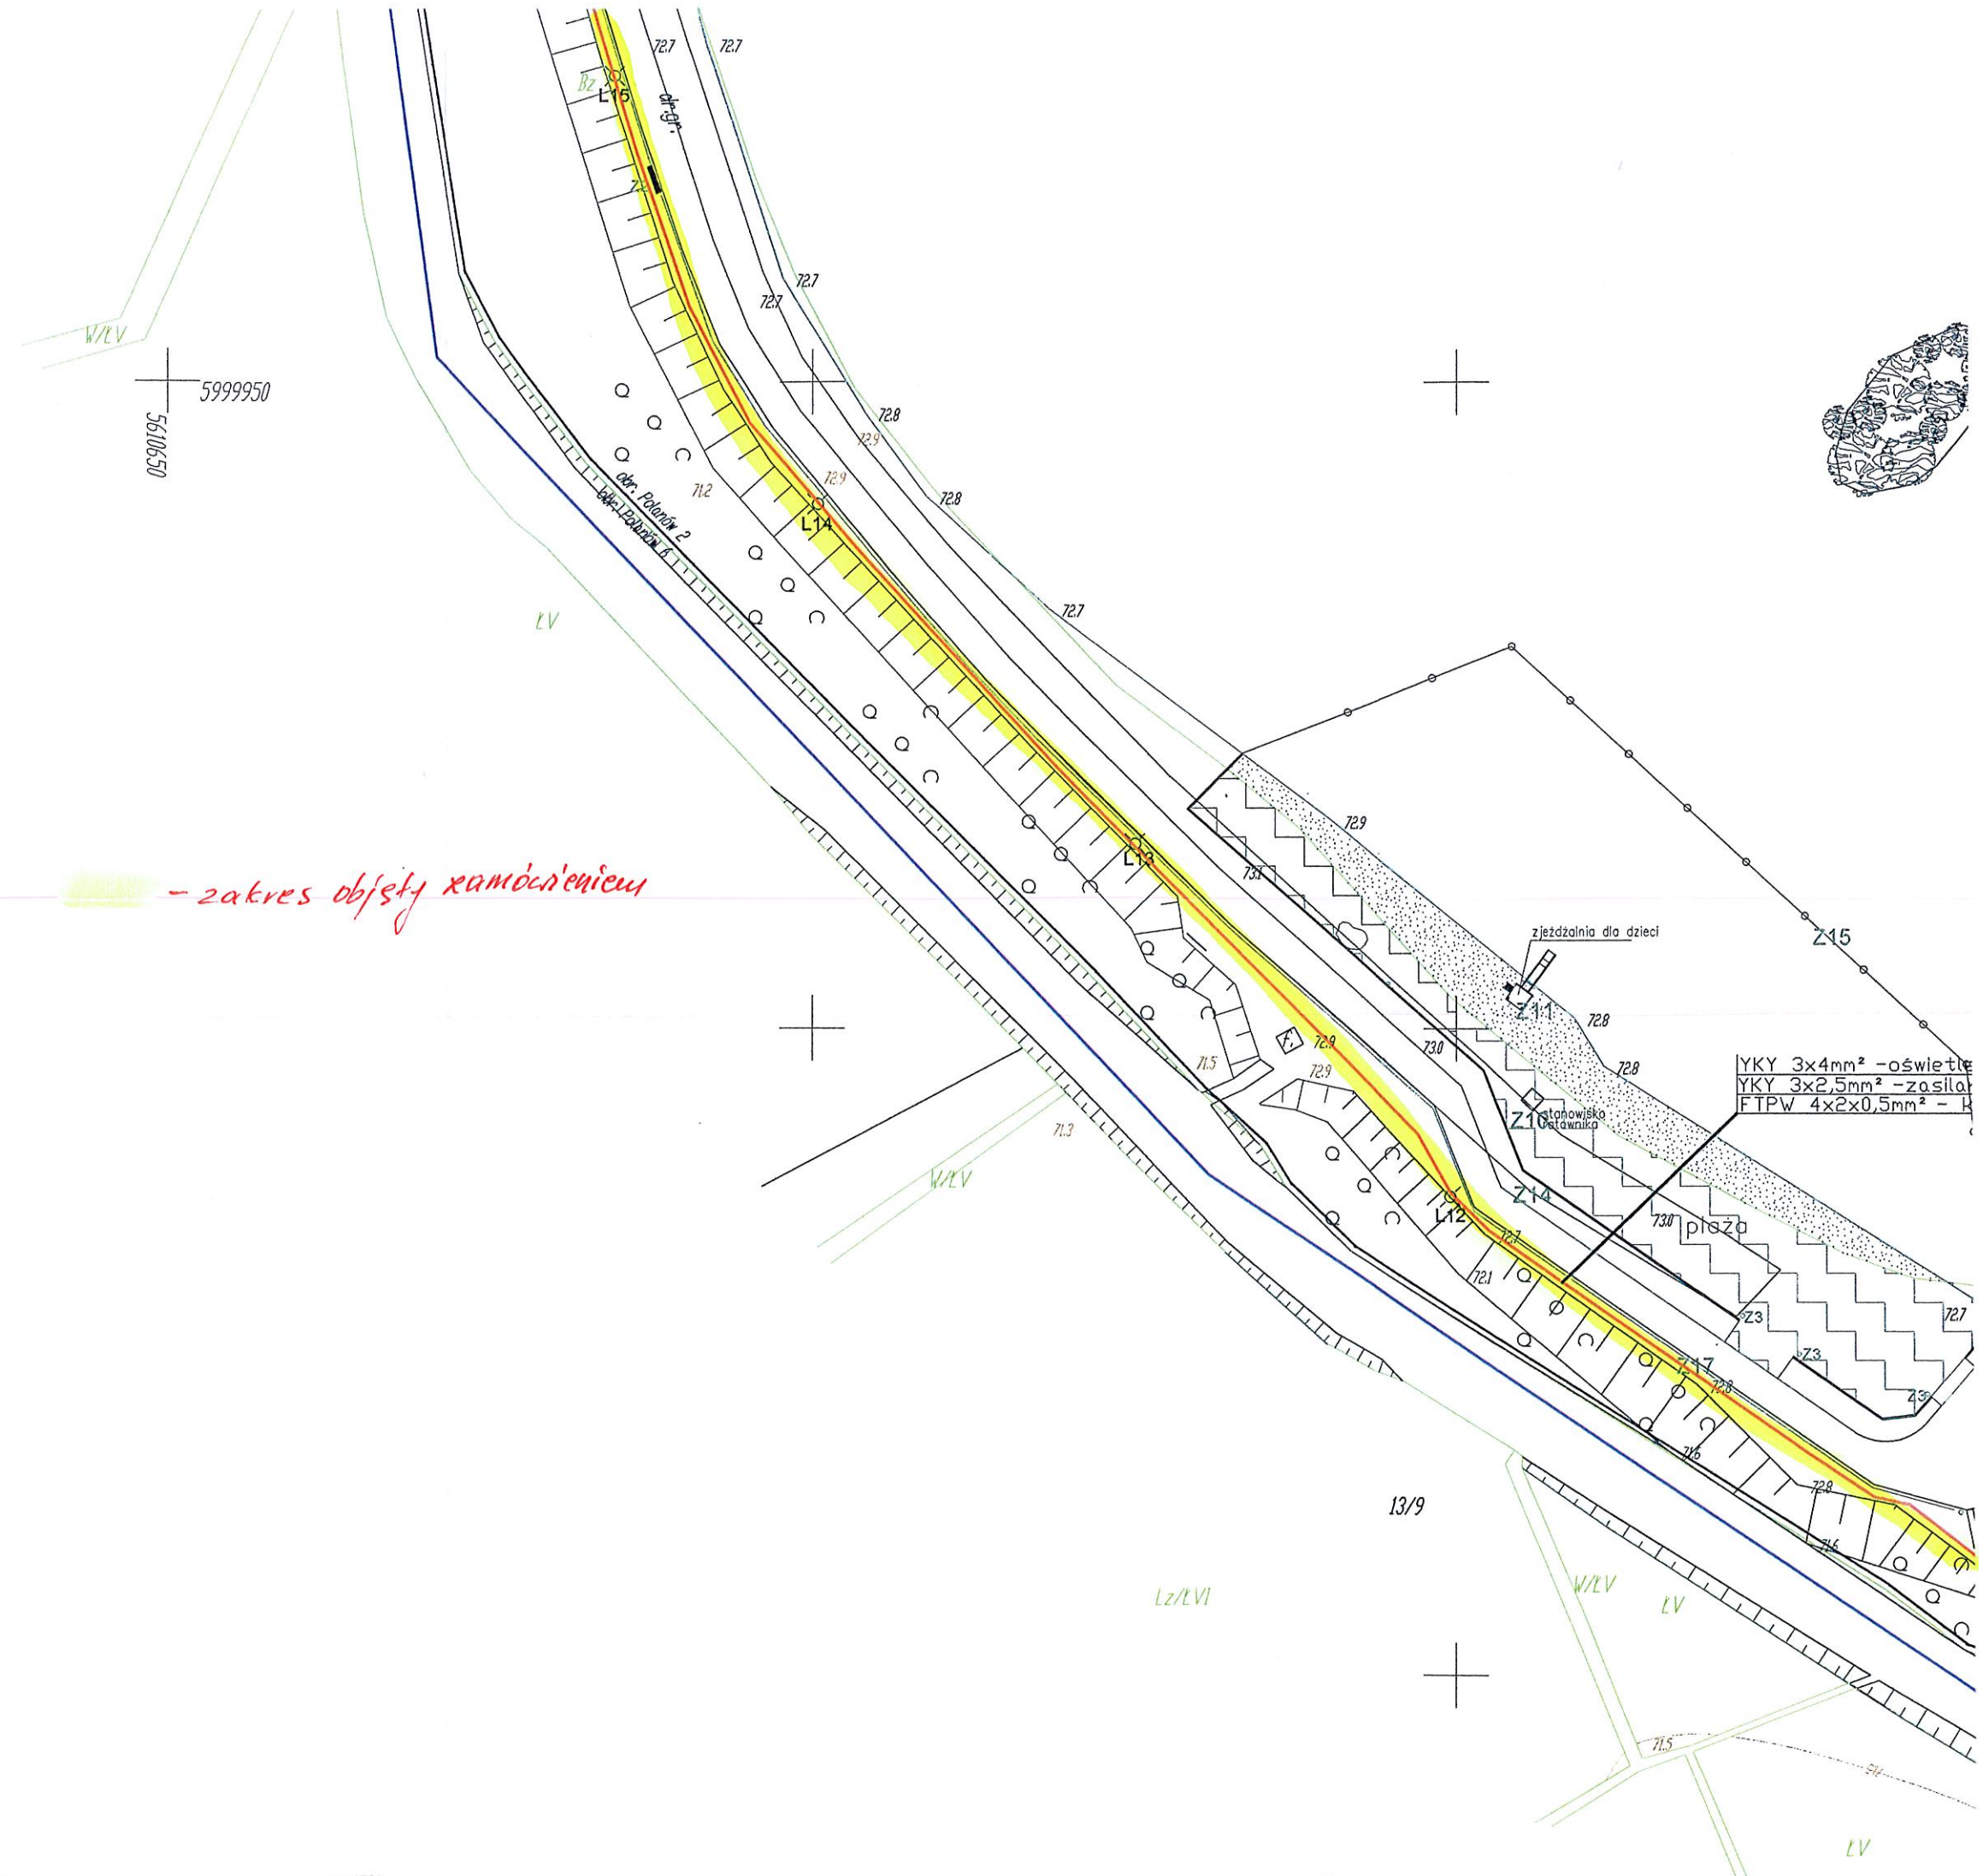 72.7
72.7
Bz
L15
dr.gr.
72.7
72.7
W/ŁV
5999950
5610650
72.8
72.9
72.9
71.2
72.8
L14
obr. Polanów 2
obr. Polanów 6
ŁV
72.7
72.9
L13
73.1
- zakres objęty zamówieniem
zjeżdżalnia dla dzieci
Z15
Z11
72.8
72.9
73.0
71.5
72.9
72.8
YKY 3x4mm² -oświetle
YKY 3x2,5mm² -zasila
FTPW 4x2x0,5mm² - k
Z10
stanowisko
ratownika
71.3
W/ŁV
Z14
L12
73.0
plaża
72.7
72.1
Z3
72.7
Z3
Z17
72.8
Z3
71.6
72.8
13/9
71.6
Lz/ŁVI
W/ŁV
ŁV
71.5
ŁV